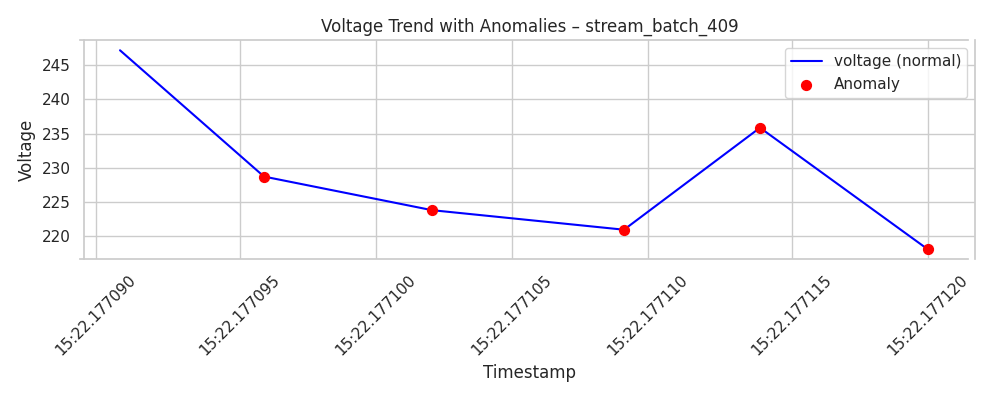 Voltage Trend with Anomalies – stream_batch_409
voltage (normal)
Anomaly
Voltage
245
240
235
230
225
220
15:22.177090
15:22.177095
15:22.177100
15:22.177105
15:22.177110
15:22.177115
15:22.177120
Timestamp